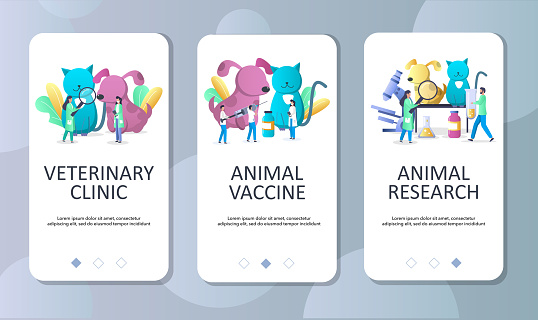 VETERINARY
CLINIC
Lorem ipsum dolor sit amet, consectetur
adipiscing elit, sed do eiusmod tempor incididunt
ANIMAL
VACCINE
Lorem ipsum dolor sit amet, consectetur
adipiscing elit, sed do eiusmod tempor incididunt
ANIMAL
RESEARCH
Lorem ipsum dolor sit amet, consectetur
adipiscing elit, sed do eiusmod tempor incididunt